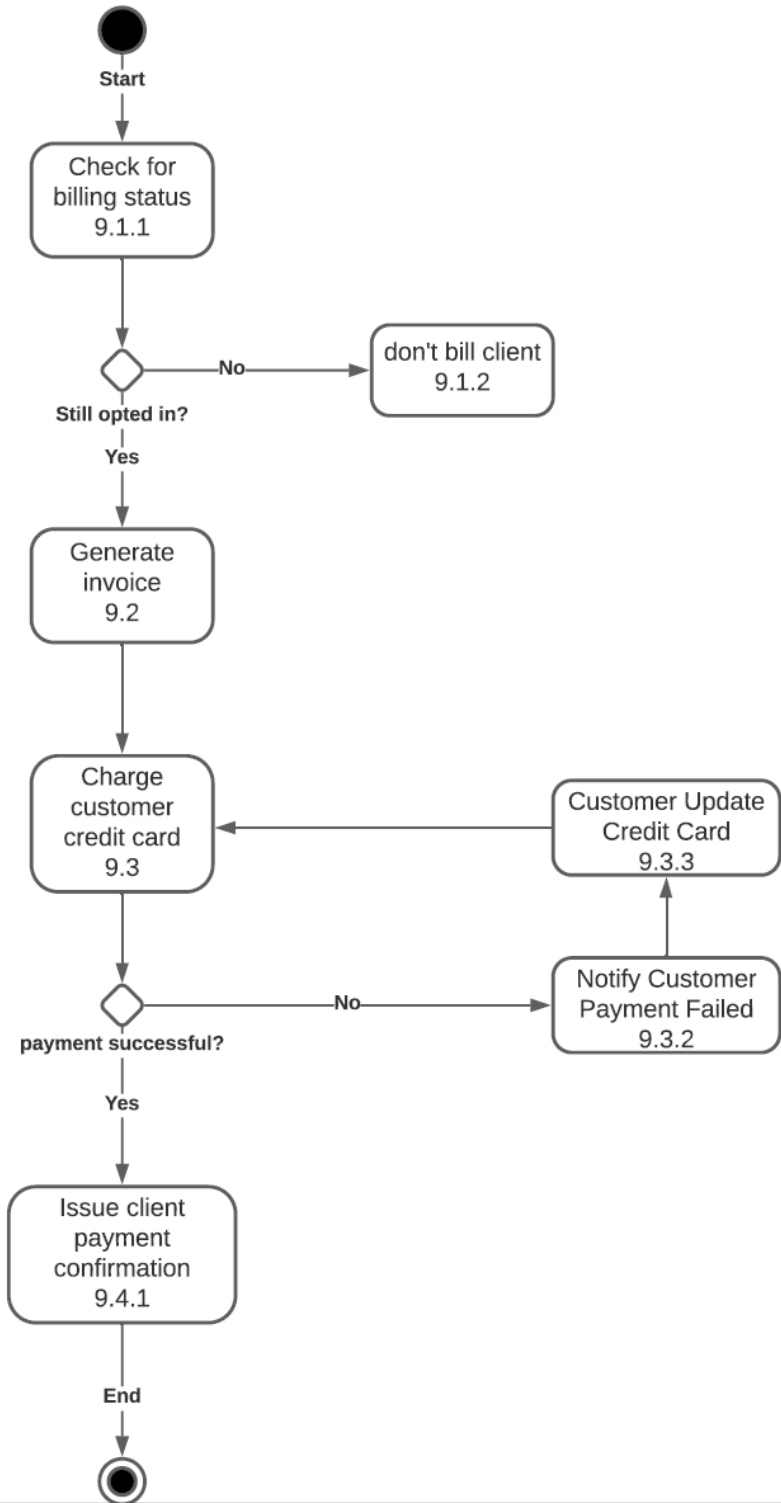 Start
Check for
billing status
9.1.1
No
don't bill client
9.1.2
Still opted in?
Yes
Generate
invoice
9.2
Charge
customer
credit card
9.3
Customer Update
Credit Card
9.3.3
No
Notify Customer
Payment Failed
9.3.2
payment successful?
Yes
Issue client
payment
confirmation
9.4.1
End